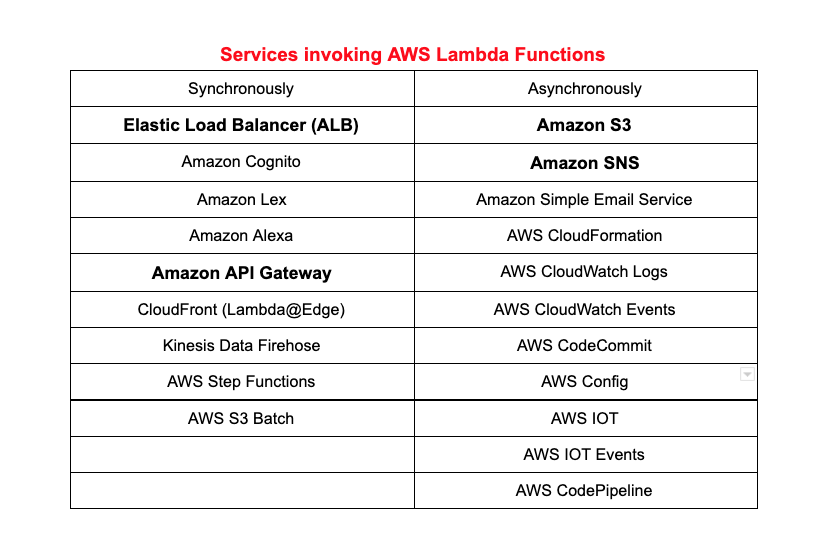 Services invoking AWS Lambda Functions
Synchronously Asynchronously
Elastic Load Balancer (ALB) Amazon S3
Amazon Cognito Amazon SNS
Amazon Lex Amazon Simple Email Service
Amazon Alexa AWS CloudFormation
Amazon API Gateway AWS CloudWatch Logs
CloudFront (Lambda@Edge) AWS CloudWatch Events
Kinesis Data Firehose AWS CodeCommit
AWS Step Functions AWS Config
AWS S3 Batch AWS IOT
AWS IOT Events
AWS CodePipeline